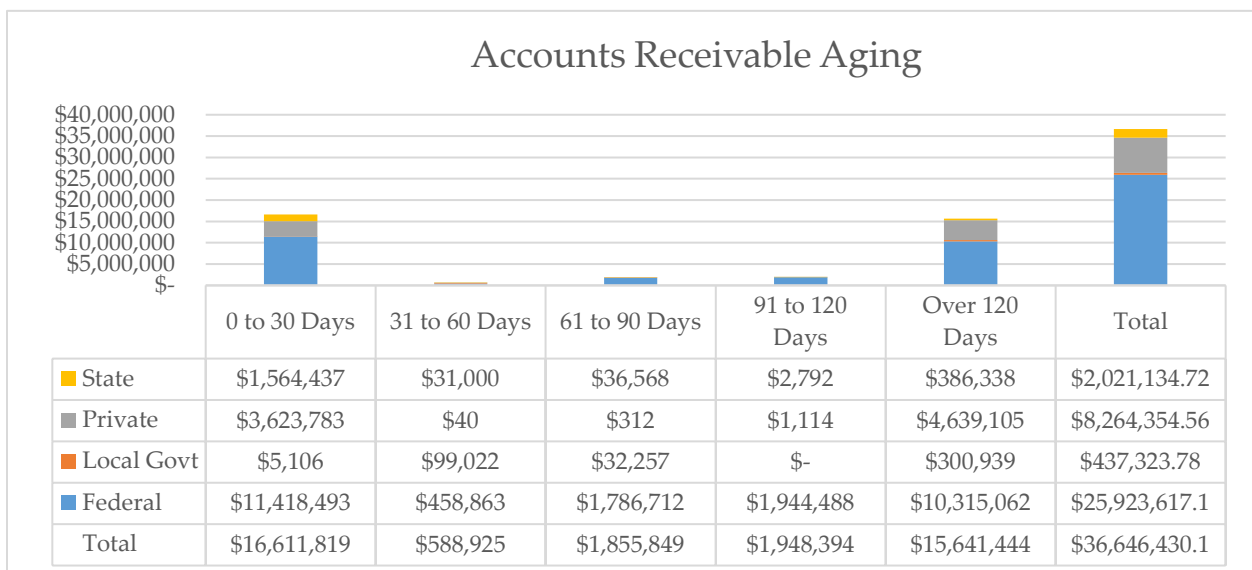 Accounts Receivable Aging
$40,000,000
$35,000,000
$30,000,000
$25,000,000
$20,000,000
$15,000,000
$10,000,000
$5,000,000
$-
0 to 30 Days 31 to 60 Days 61 to 90 Days 91 to 120 Days Over 120 Days Total
State $1,564,437 $31,000 $36,568 $2,792 $386,338 $2,021,134.72
Private $3,623,783 $40 $312 $1,114 $4,639,105 $8,264,354.56
Local Govt $5,106 $99,022 $32,257 $- $300,939 $437,323.78
Federal $11,418,493 $458,863 $1,786,712 $1,944,488 $10,315,062 $25,923,617.1
Total $16,611,819 $588,925 $1,855,849 $1,948,394 $15,641,444 $36,646,430.1